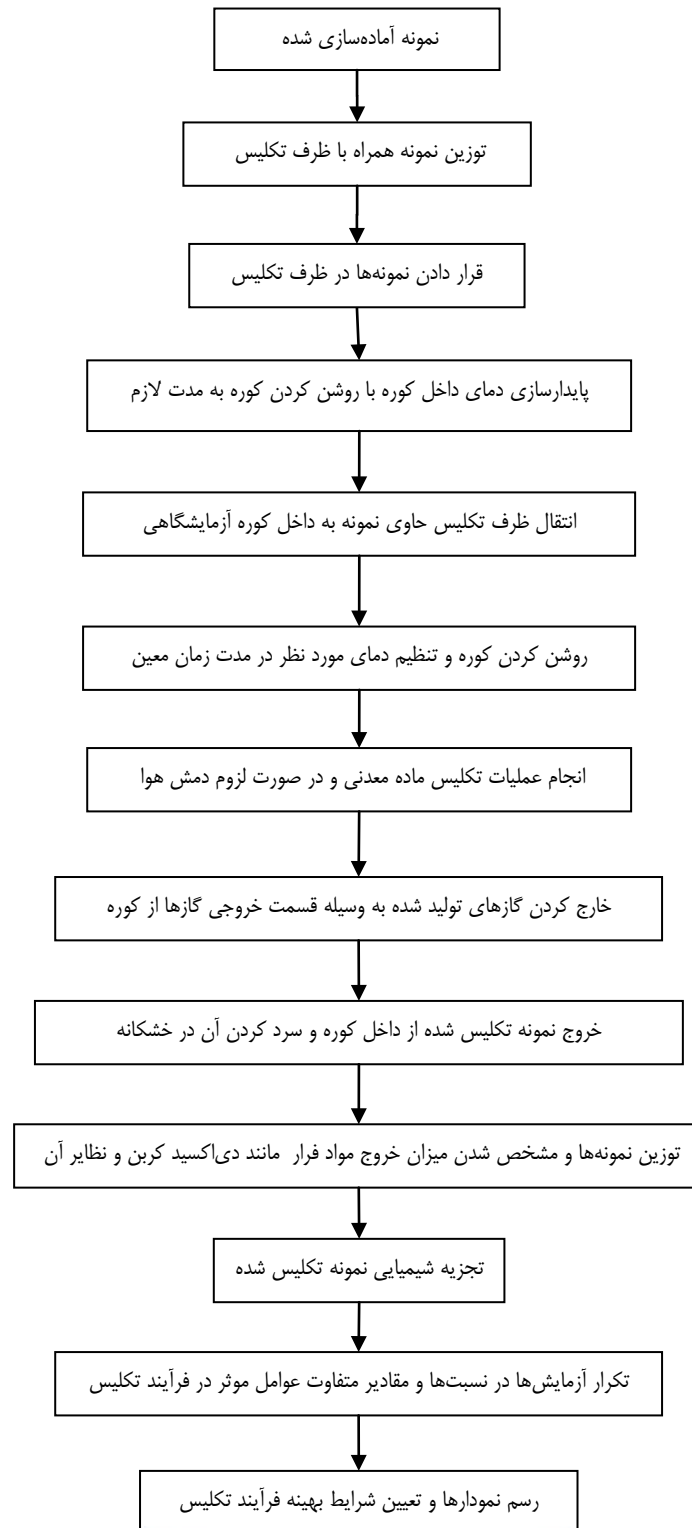 نمونه آماده‌سازی شده
توزین نمونه همراه با ظرف تکلیس
قرار دادن نمونه‌ها در ظرف تکلیس
پایدارسازی دمای داخل کوره با روشن کردن کوره به مدت لازم
انتقال ظرف تکلیس حاوی نمونه به داخل کوره آزمایشگاهی
روشن کردن کوره و تنظیم دمای مورد نظر در مدت زمان معین
انجام عملیات تکلیس ماده معدنی و در صورت لزوم دمش هوا
خارج کردن گازهای تولید شده به وسیله قسمت خروجی گازها از کوره
خروج نمونه تکلیس شده از داخل کوره و سرد کردن آن در خشکانه
توزین نمونه‌ها و مشخص شدن میزان خروج مواد فرار مانند دی‌اکسید کربن و نظایر آن
تجزیه شیمیایی نمونه تکلیس شده
تکرار آزمایش‌ها در نسبت‌ها و مقادیر متفاوت عوامل موثر در فرآیند تکلیس
رسم نمودارها و تعیین شرایط بهینه فرآیند تکلیس